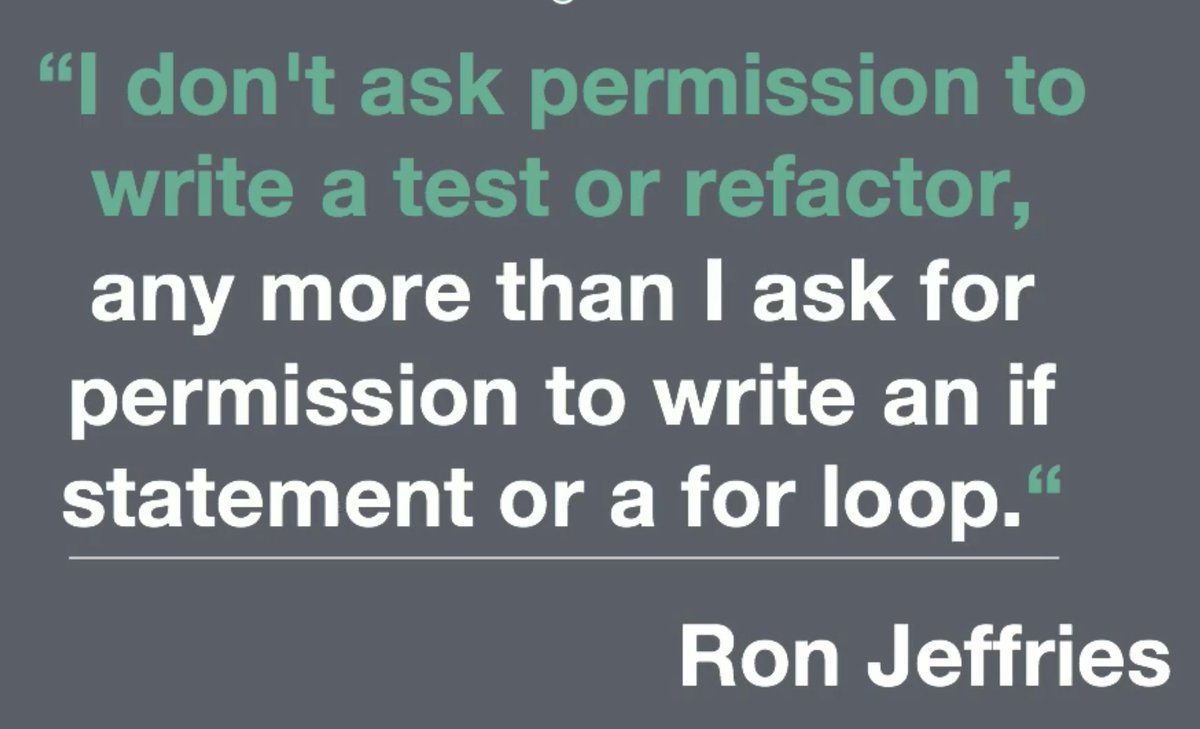 “I don't ask permission to
write a test or refactor,
any more than I ask for
permission to write an if
statement or a for loop.“
Ron Jeffries